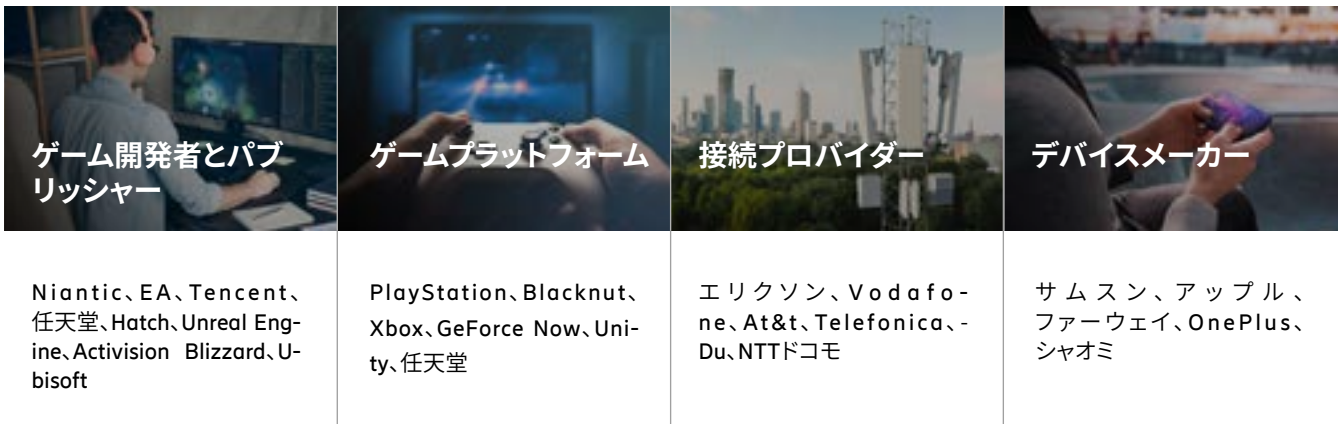 ゲーム開発者とパブ
リッシャー
Niantic、EA、Tencent、
任天堂、Hatch、Unreal Eng-
ine、Activision Blizzard、U-
bisoft
ゲームプラットフォーム
PlayStation、Blacknut、
Xbox、GeForce Now、Uni-
ty、任天堂
接続プロバイダー
エリクソン、Vodafo-
ne、At&t、Telefonica、-
Du、NTTドコモ
デバイスメーカー
サムスン、アップル、
ファーウェイ、OnePlus、
シャオミ